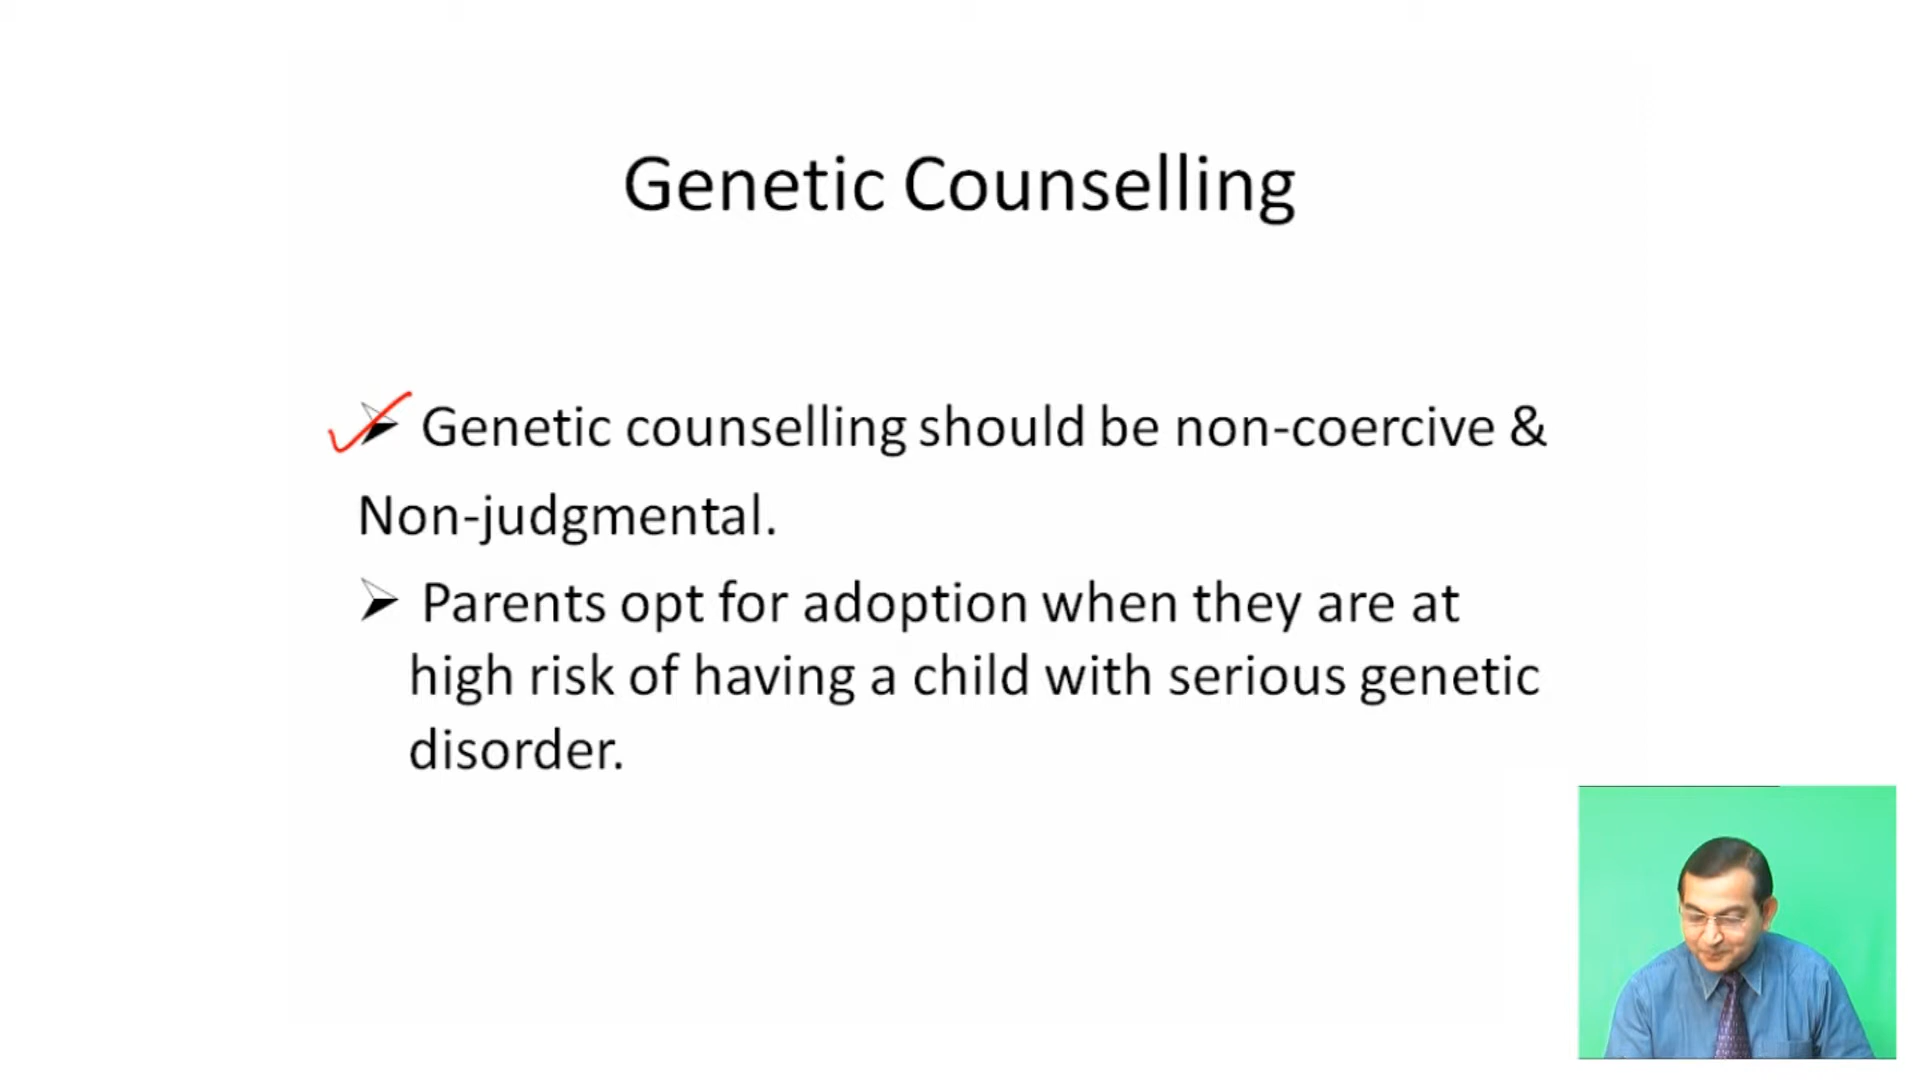 Genetic Counselling
➢ Genetic counselling should be non-coercive &
Non-judgmental.
➢ Parents opt for adoption when they are at
high risk of having a child with serious genetic
disorder.